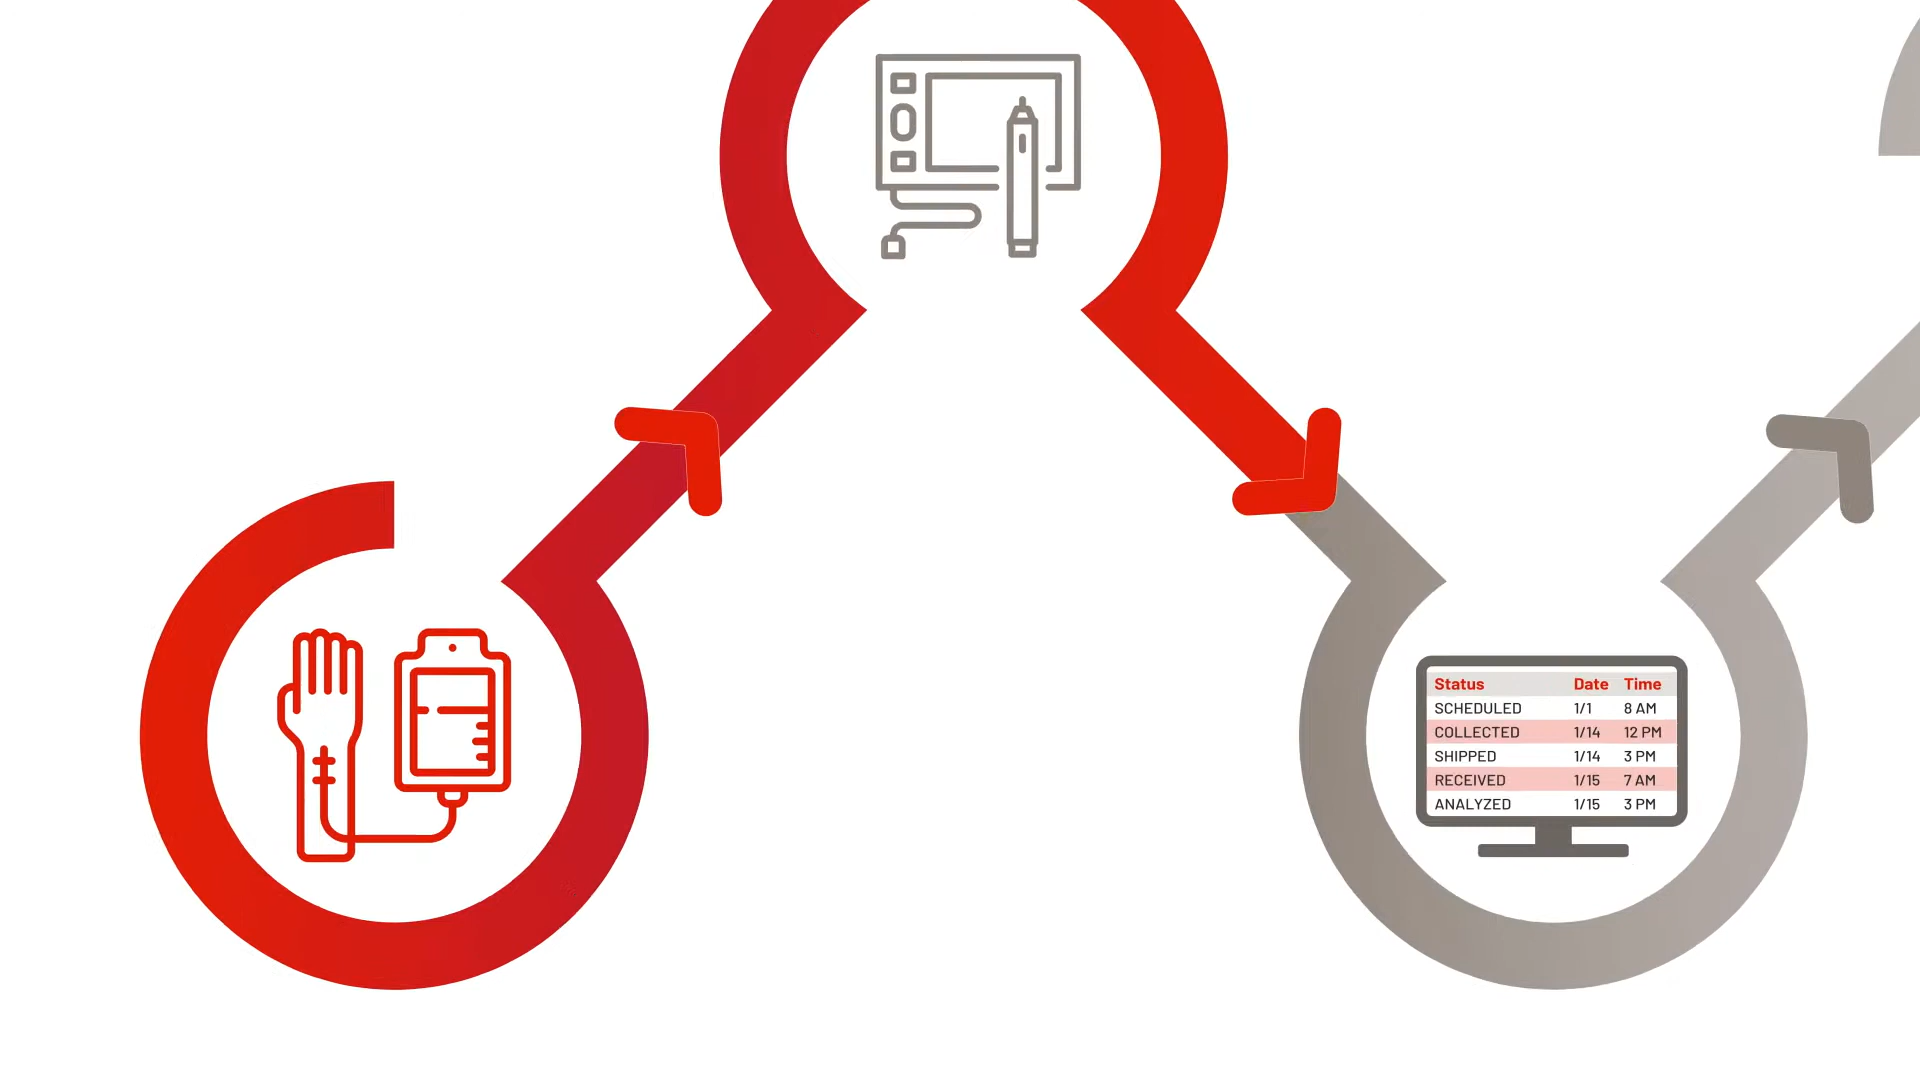 Status Date Time
SCHEDULED 1/1 8 AM
COLLECTED 1/14 12 PM
SHIPPED 1/14 3 PM
RECEIVED 1/15 7 AM
ANALYZED 1/15 3 PM